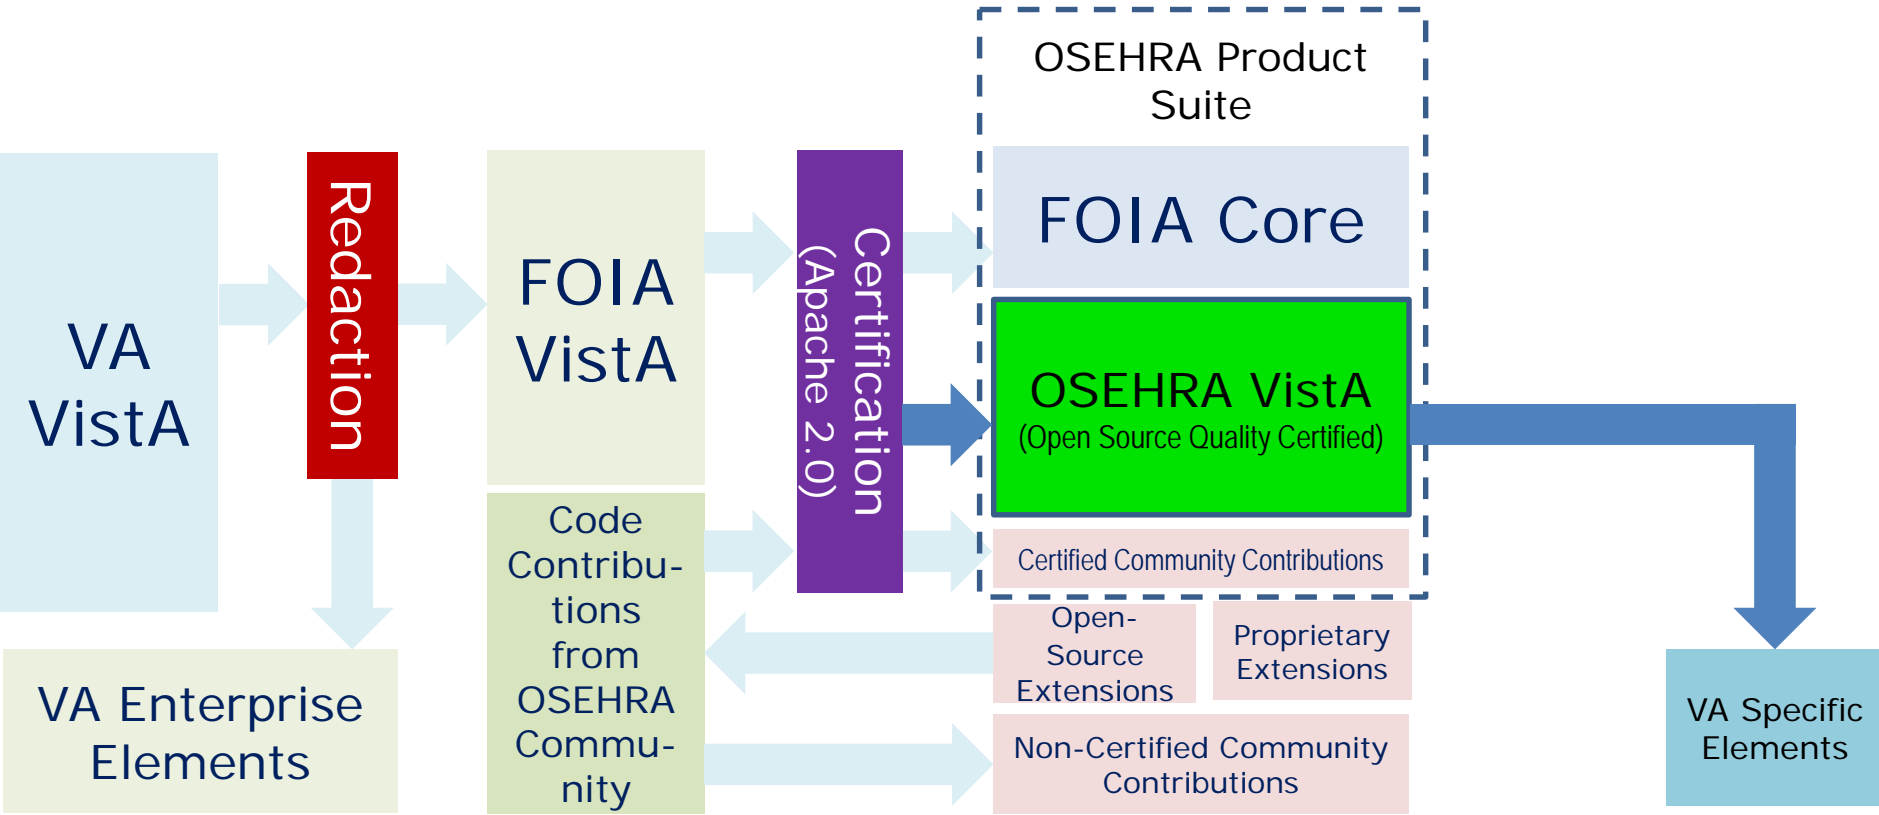 OSEHRA Product
Suite
VA
VistA
Redaction
FOIA
VistA
Certification
(Apache 2.0)
FOIA Core
OSEHRA VistA
(Open Source Quality Certified)
Code
Contribu-
tions
from
OSEHRA
Commu-
nity
Certified Community Contributions
Open-
Source
Extensions
Proprietary
Extensions
Non-Certified Community
Contributions
VA Enterprise
Elements
VA Specific
Elements